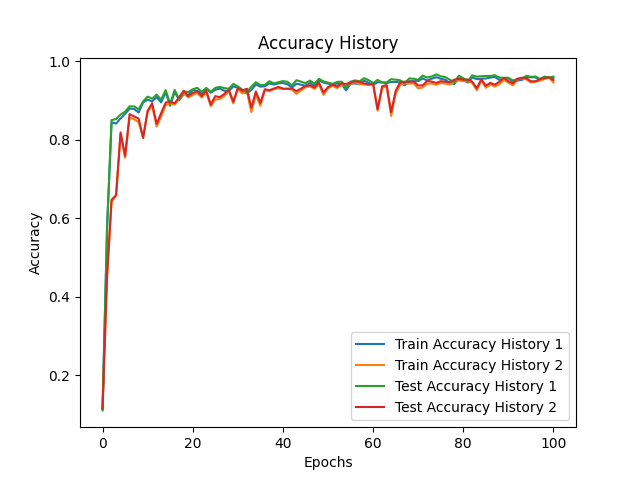 Accuracy History
1.0
0.8
0.6
0.4
0.2
Accuracy
Train Accuracy History 1
Train Accuracy History 2
Test Accuracy History 1
Test Accuracy History 2
0 20 40 60 80 100
Epochs